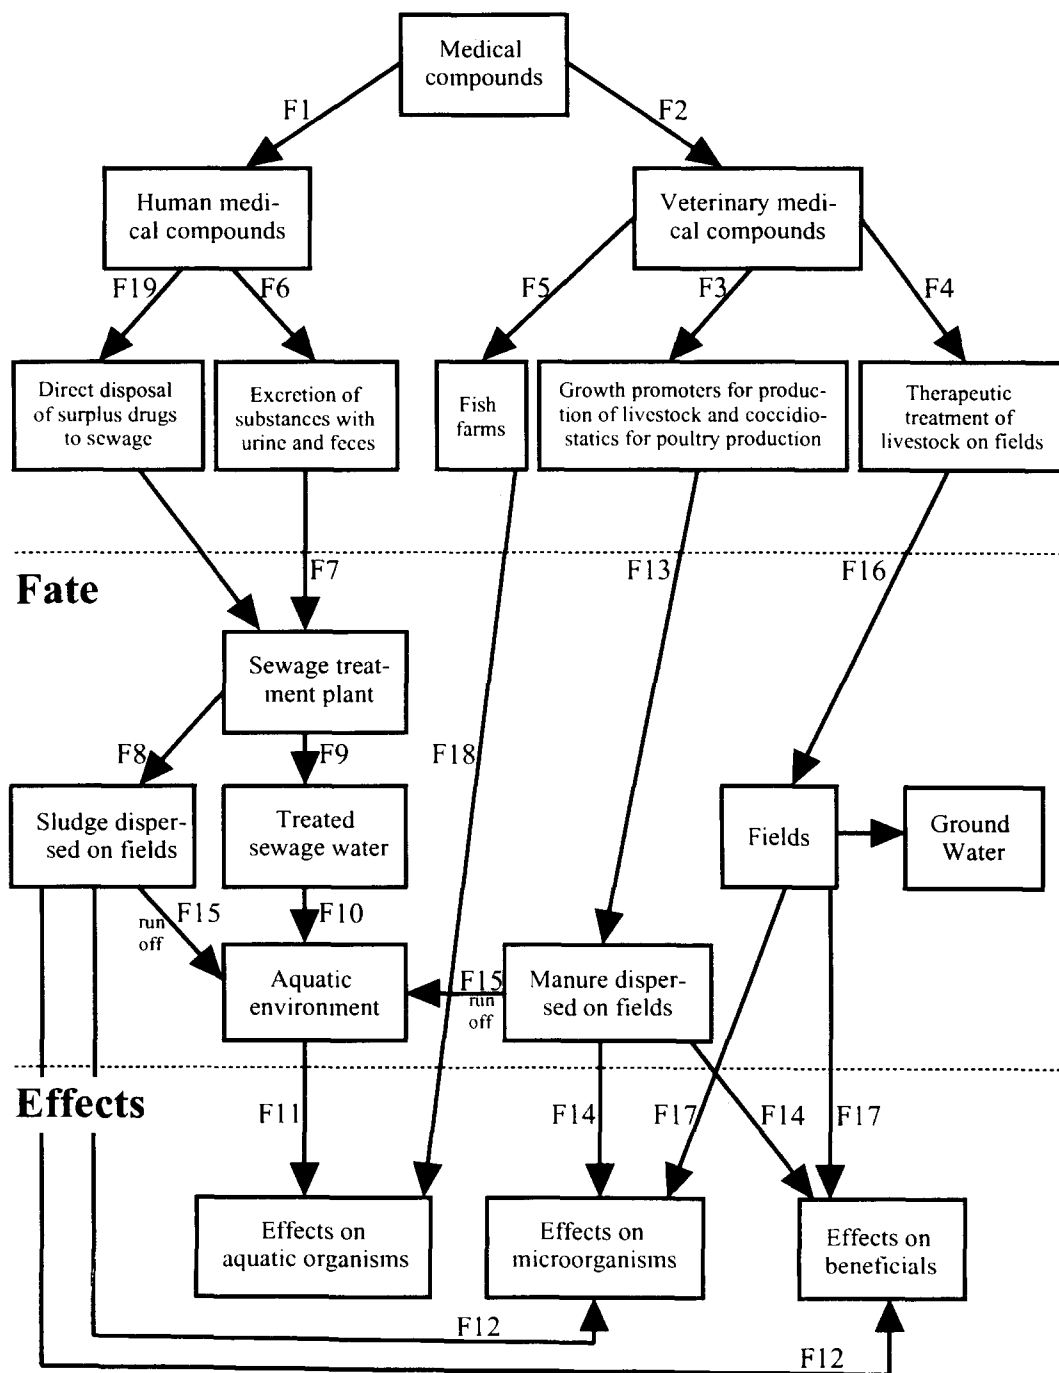 Medical
compounds
F1
F2
Human medi-
cal compounds
Veterinary medi-
cal compounds
F19
F6
F5
F3
F4
Direct disposal
of surplus drugs
to sewage
Excretion of
substances with
urine and feces
Fish
farms
Growth promoters for produc-
tion of livestock and coccidio-
statics for poultry production
Therapeutic
treatment of
livestock on fields
Fate
F7
F13
F16
Sewage treat-
ment plant
F8
F9
F18
Sludge disper-
sed on fields
Treated
sewage water
Fields
Ground
Water
run
off
F15
F10
Aquatic
environment
F15
run
off
Manure disper-
sed on fields
Effects
F11
F14
F17
F14
F17
Effects on
aquatic organisms
Effects on
microorganisms
Effects on
beneficials
F12
F12